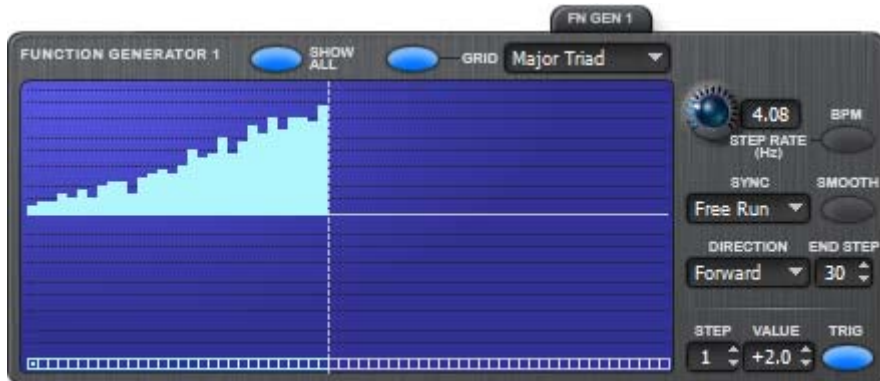 FN GEN 1
FUNCTION GENERATOR 1
SHOW
ALL
GRID
Major Triad
4.08
BPM
STEP RATE
(Hz)
SYNC
SMOOTH
Free Run
DIRECTION
END STEP
Forward
30
STEP
VALUE
TRIG
1
+2.0